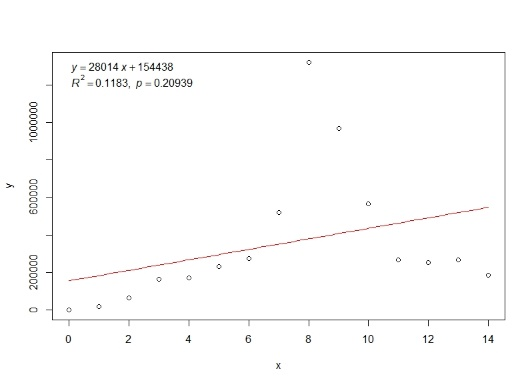 y = 28014 x + 154438
R² = 0.1183, p = 0.20939
1000000
600000
200000
0
y
0 2 4 6 8 10 12 14
x